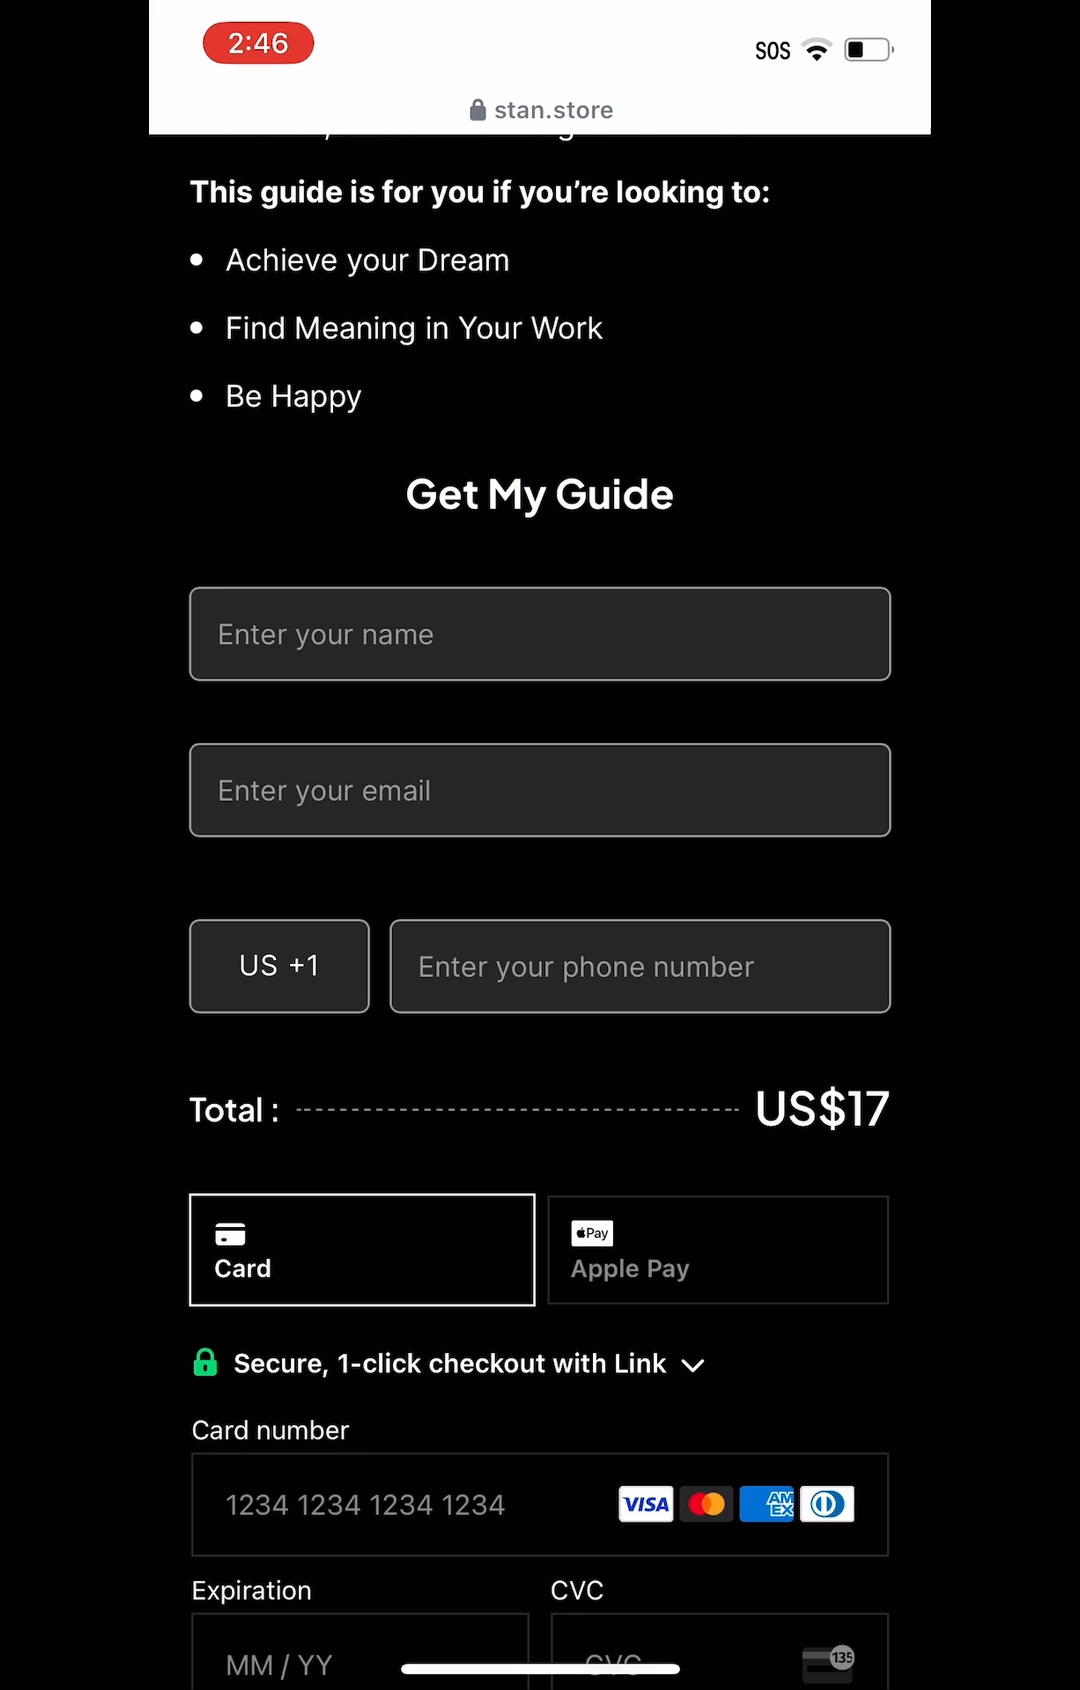 2:46
SOS
stan.store
This guide is for you if you’re looking to:
• Achieve your Dream
• Find Meaning in Your Work
• Be Happy
Get My Guide
Enter your name
Enter your email
US +1
Enter your phone number
Total :
US$17
Card
Pay
Apple Pay
Secure, 1-click checkout with Link
Card number
1234 1234 1234 1234
VISA
AM
EX
Expiration
CVC
MM / YY
CVC
135